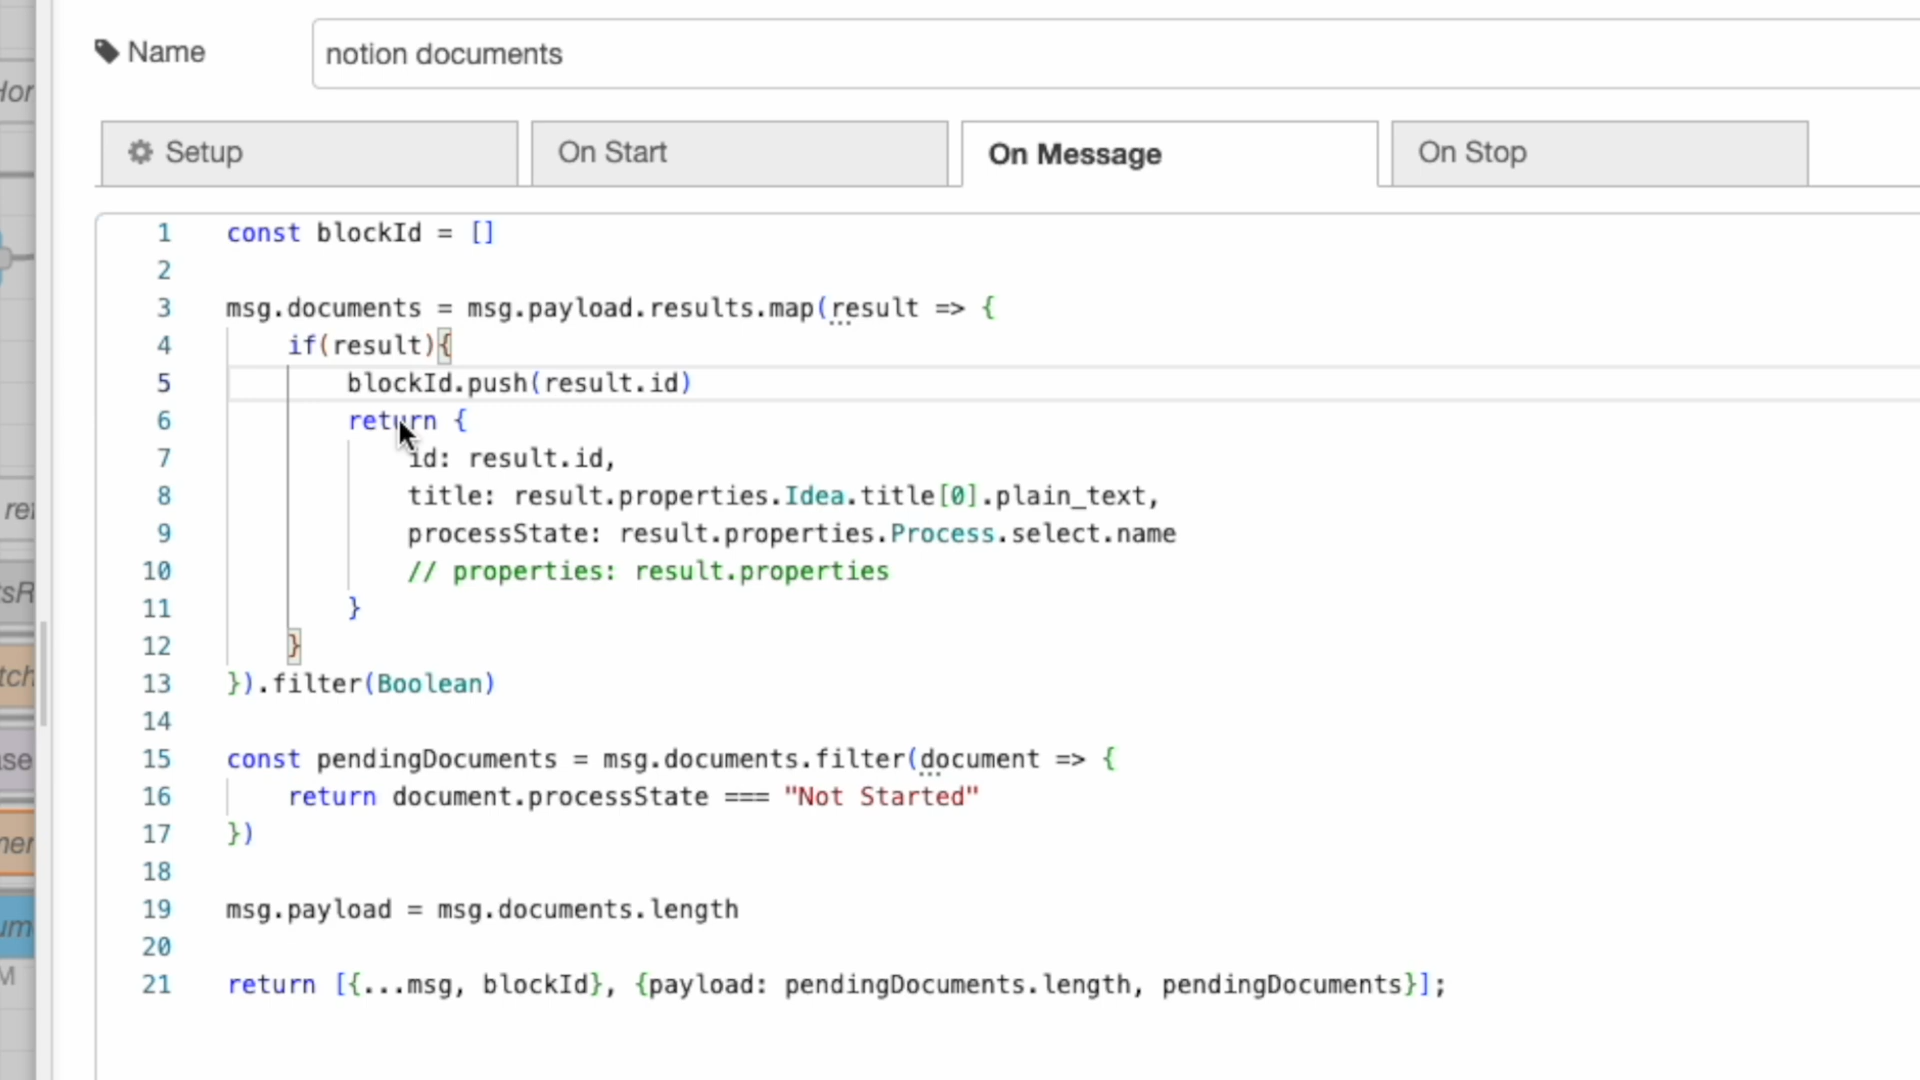 Name
notion documents
Setup
On Start
On Message
On Stop
1 const blockId = []
2
3 msg.documents = msg.payload.results.map(result => {
4 if(result){
5 blockId.push(result.id)
6 return {
7 id: result.id,
8 title: result.properties.Idea.title[0].plain_text,
9 processState: result.properties.Process.select.name
10 // properties: result.properties
11 }
12 }
13 }).filter(Boolean)
14
15 const pendingDocuments = msg.documents.filter(document => {
16 return document.processState === "Not Started"
17 })
18
19 msg.payload = msg.documents.length
20
21 return [{...msg, blockId}, {payload: pendingDocuments.length, pendingDocuments}];